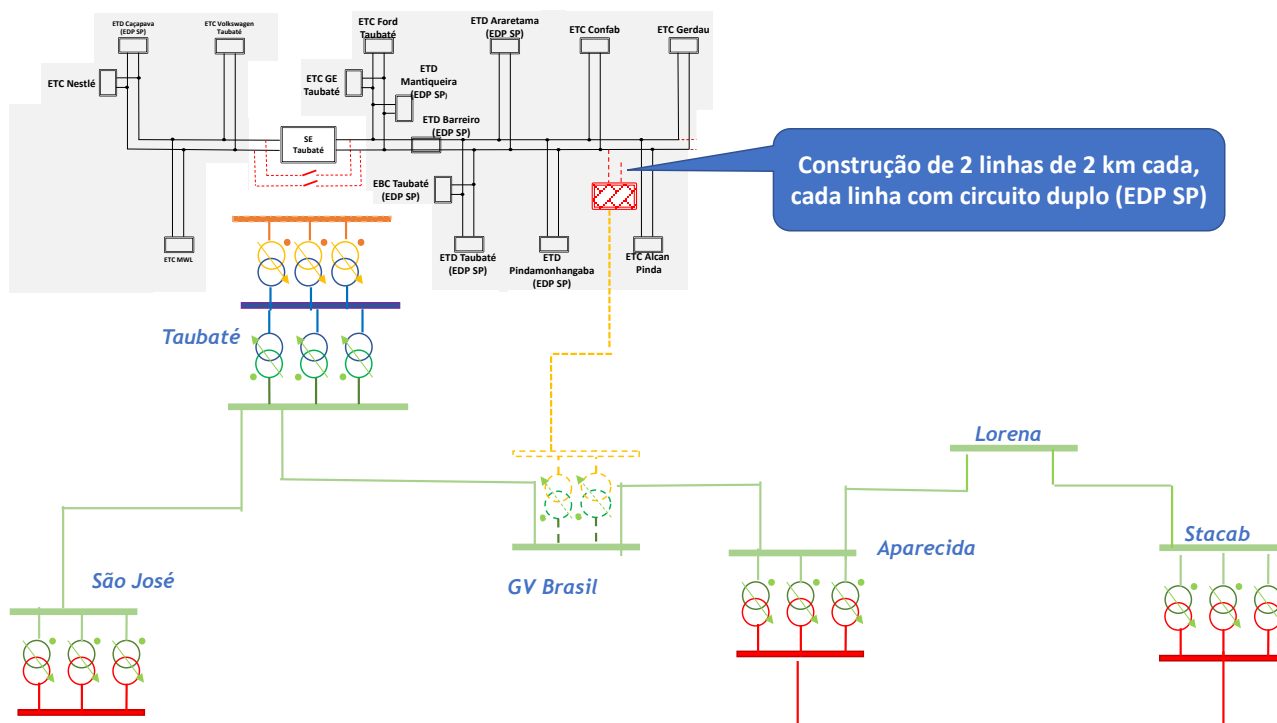 ETD Caçapava
(EDP SP)
ETC Volkswagen
Taubaté
ETC Ford
Taubaté
ETD Araretama
(EDP SP)
ETC Confab
ETC Gerdau
ETC Nestlé
ETC GE
Taubaté
ETD
Mantiqueira
(EDP SP)
SE
Taubaté
ETD Barreiro
(EDP SP)
EBC Taubaté
(EDP SP)
ETC MWL
ETD Taubaté
(EDP SP)
ETD
Pindamonhangaba
(EDP SP)
ETC Alcan
Pinda
Construção de 2 linhas de 2 km cada,
cada linha com circuito duplo (EDP SP)
Taubaté
Lorena
São José
GV Brasil
Aparecida
Stacab